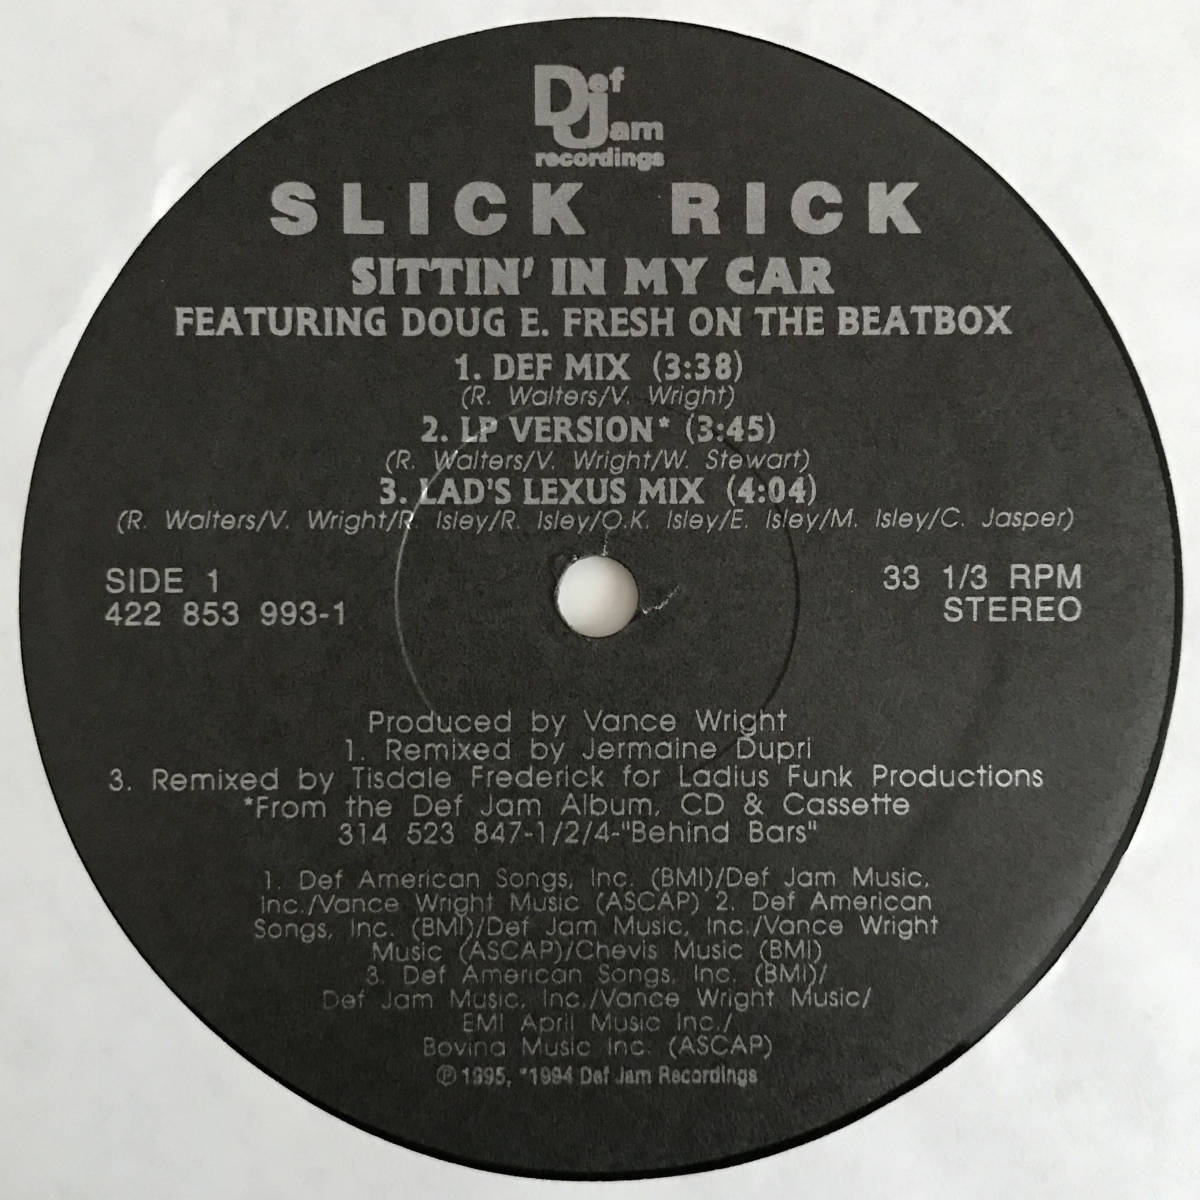 Def Jam
recordings
SLICK RICK
SITTIN' IN MY CAR
FEATURING DOUG E. FRESH ON THE BEATBOX
1. DEF MIX (3:38)
(R. Walters/V. Wright)
2. LP VERSION* (3:45)
(R. Walters/V. Wright/W. Stewart)
3. LAD'S LEXUS MIX (4:04)
(R. Walters/V. Wright/R. Isley/R. Isley/O.K. Isley/E. Isley/M. Isley/C. Jasper)
SIDE 1
422 853 993-1
33 1/3 RPM
STEREO
Produced by Vance Wright
1. Remixed by Jermaine Dupri
3. Remixed by Tisdale Frederick for Ladius Funk Productions
*From the Def Jam Album, CD & Cassette
314 523 847-1/2/4-"Behind Bars"
1. Def American Songs, Inc. (BMI)/Def Jam Music,
Inc./Vance Wright Music (ASCAP) 2. Def American
Songs, Inc. (BMI)/Def Jam Music, Inc./Vance Wright
Music (ASCAP)/Chevis Music (BMI)
3. Def American Songs, Inc. (BMI)/
Def Jam Music, Inc./Vance Wright Music/
EMI April Music Inc./
Bovina Music Inc. (ASCAP)
℗ 1995, *1994 Def Jam Recordings